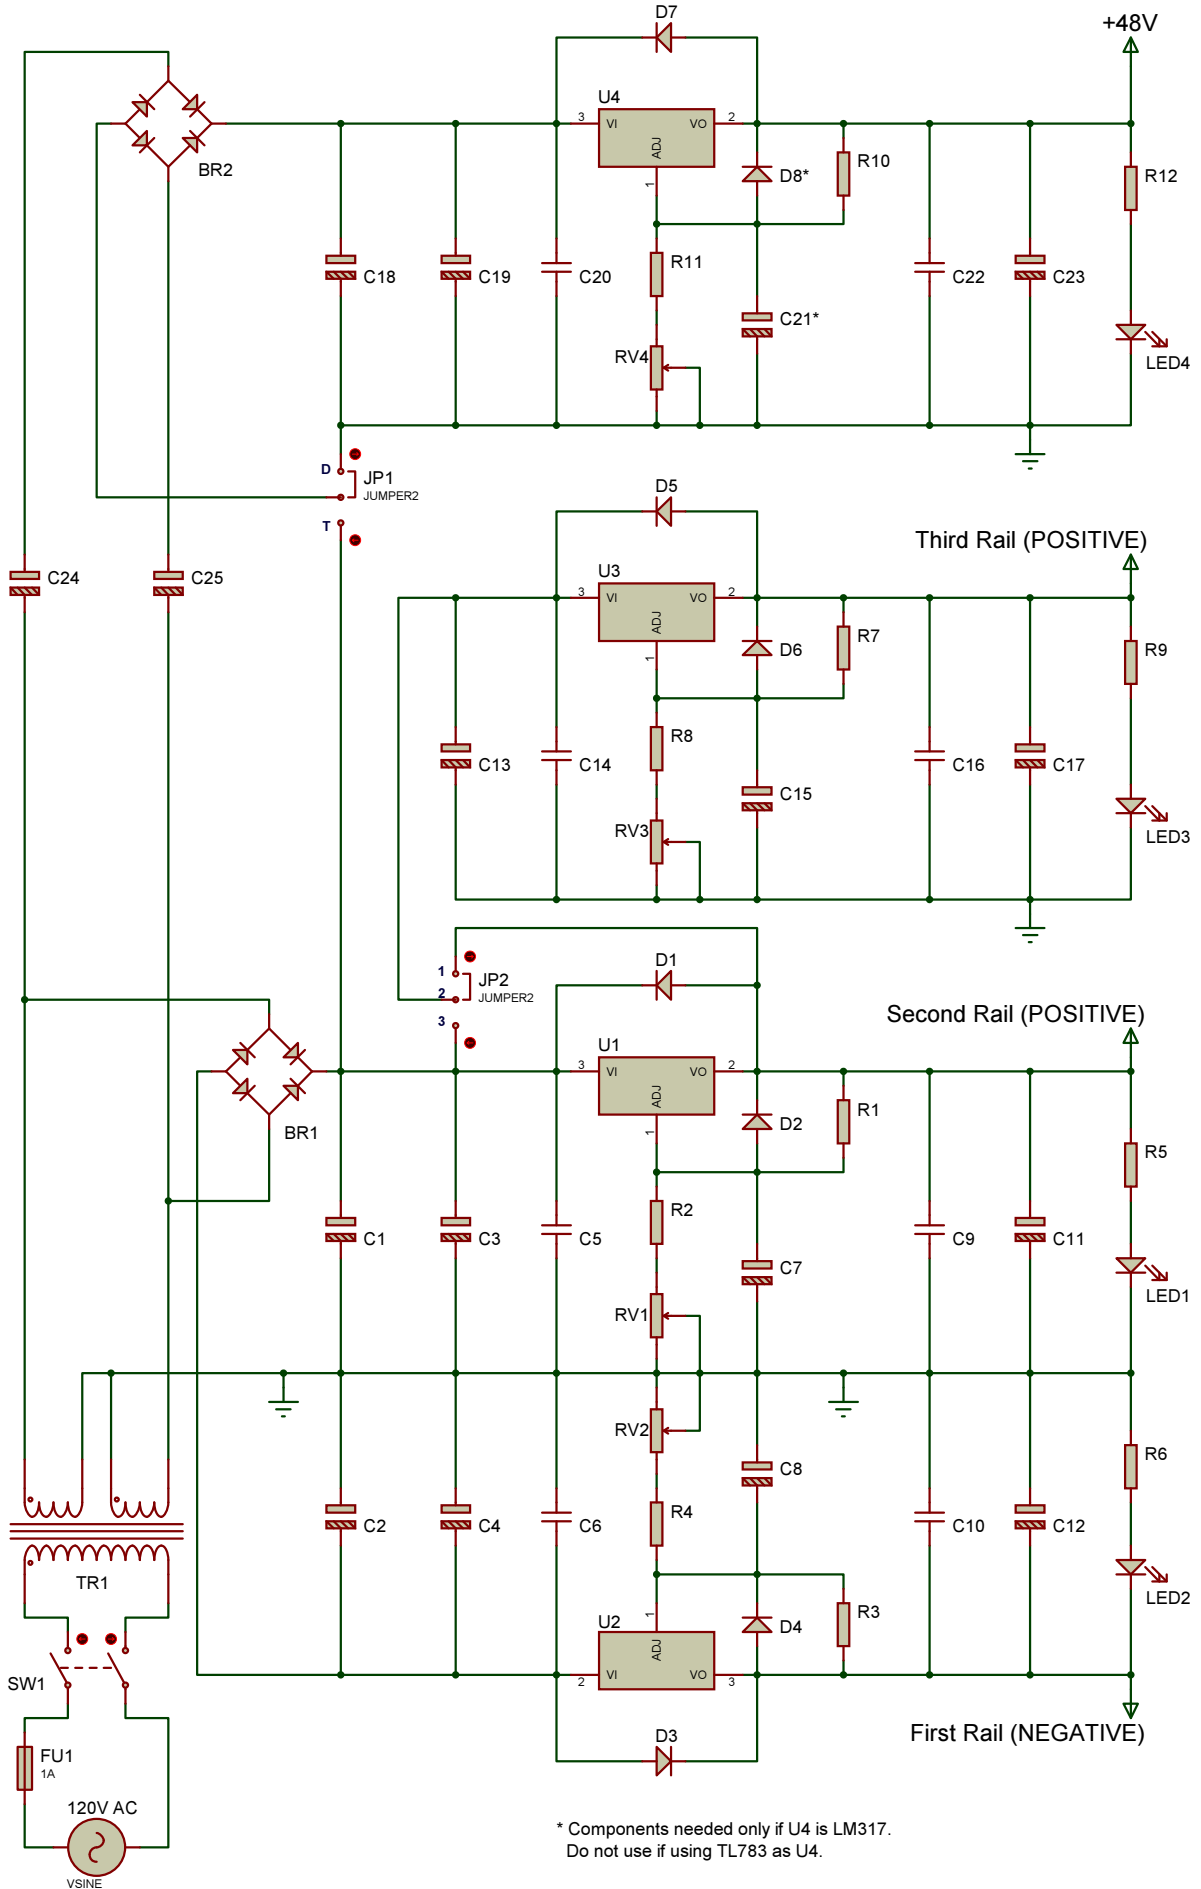 D7
+48V
U4
3
VI
VO
2
ADJ
1
BR2
D8*
R10
R12
R11
C18
C19
C20
C21*
C22
C23
RV4
LED4
D
JP1
JUMPER2
T
D5
Third Rail (POSITIVE)
C24
C25
U3
3
VI
VO
2
ADJ
1
D6
R7
R9
R8
C13
C14
C15
C16
C17
RV3
LED3
1
JP2
2
JUMPER2
3
D1
Second Rail (POSITIVE)
U1
3
VI
VO
2
ADJ
1
BR1
D2
R1
R5
R2
C1
C3
C5
C7
C9
C11
RV1
LED1
RV2
C8
R6
R4
C2
C4
C6
C10
C12
TR1
LED2
U2
1
ADJ
D4
R3
2
VI
VO
3
SW1
First Rail (NEGATIVE)
D3
FU1
1A
120V AC
VSINE
* Components needed only if U4 is LM317.
Do not use if using TL783 as U4.